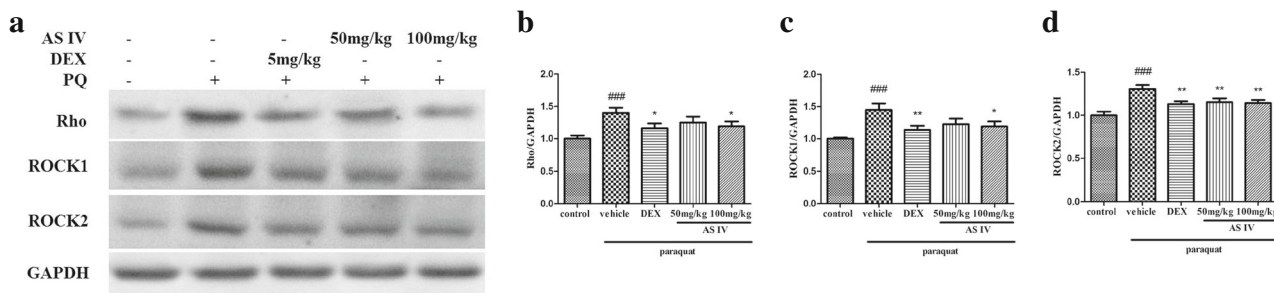 a
AS IV - - - 50mg/kg 100mg/kg
DEX - - 5mg/kg - -
PQ - + + + +
Rho
ROCK1
ROCK2
GAPDH
b
Rho/GAPDH
2.0
1.5
1.0
0.5
0.0
###
*
*
control vehicle DEX 50mg/kg 100mg/kg
AS IV
paraquat
c
ROCK1/GAPDH
2.0
1.5
1.0
0.5
0.0
###
**
*
control vehicle DEX 50mg/kg 100mg/kg
AS IV
paraquat
d
ROCK2/GAPDH
1.5
1.0
0.5
0.0
###
**
**
**
control vehicle DEX 50mg/kg 100mg/kg
AS IV
paraquat